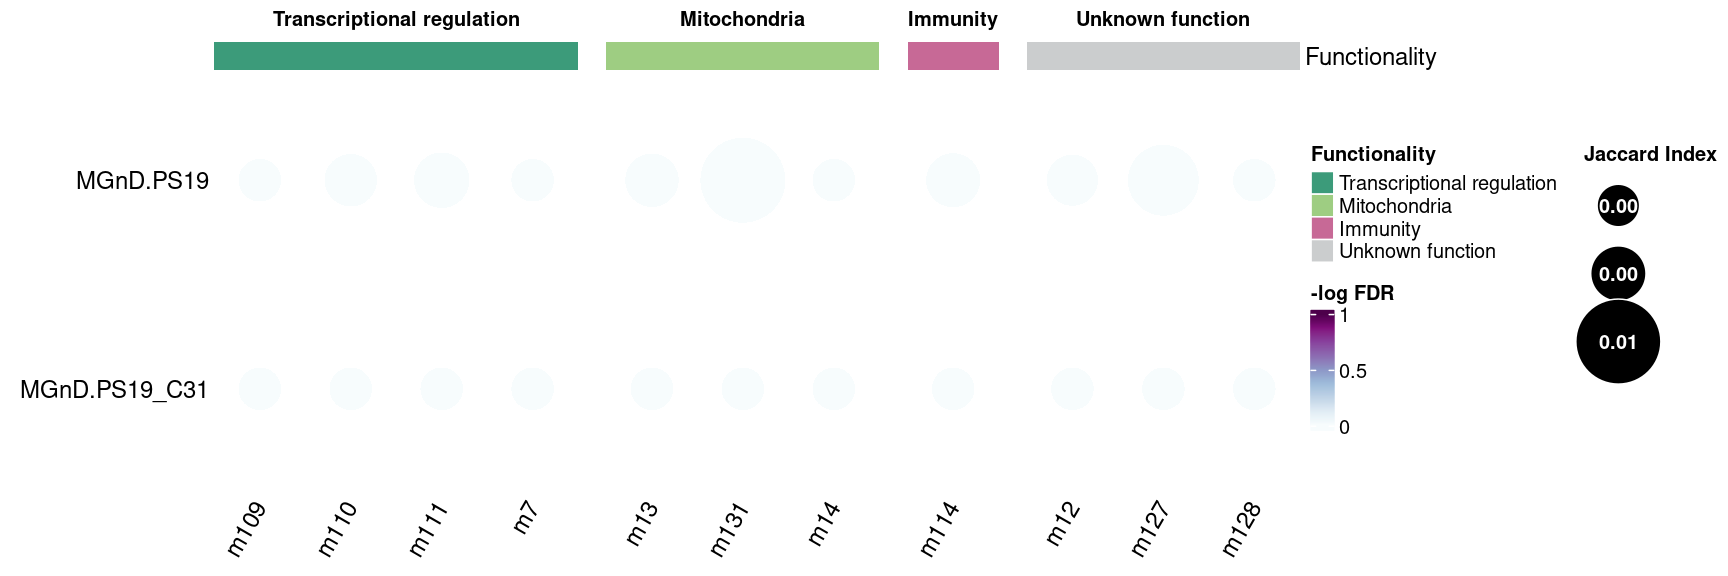 Transcriptional regulation Mitochondria Immunity Unknown function
Functionality
MGnD.PS19
MGnD.PS19_C31
m109 m110 m111 m7 m13 m131 m14 m114 m12 m127 m128
Functionality
Transcriptional regulation
Mitochondria
Immunity
Unknown function
-log FDR
1
0.5
0
Jaccard Index
0.00
0.00
0.01